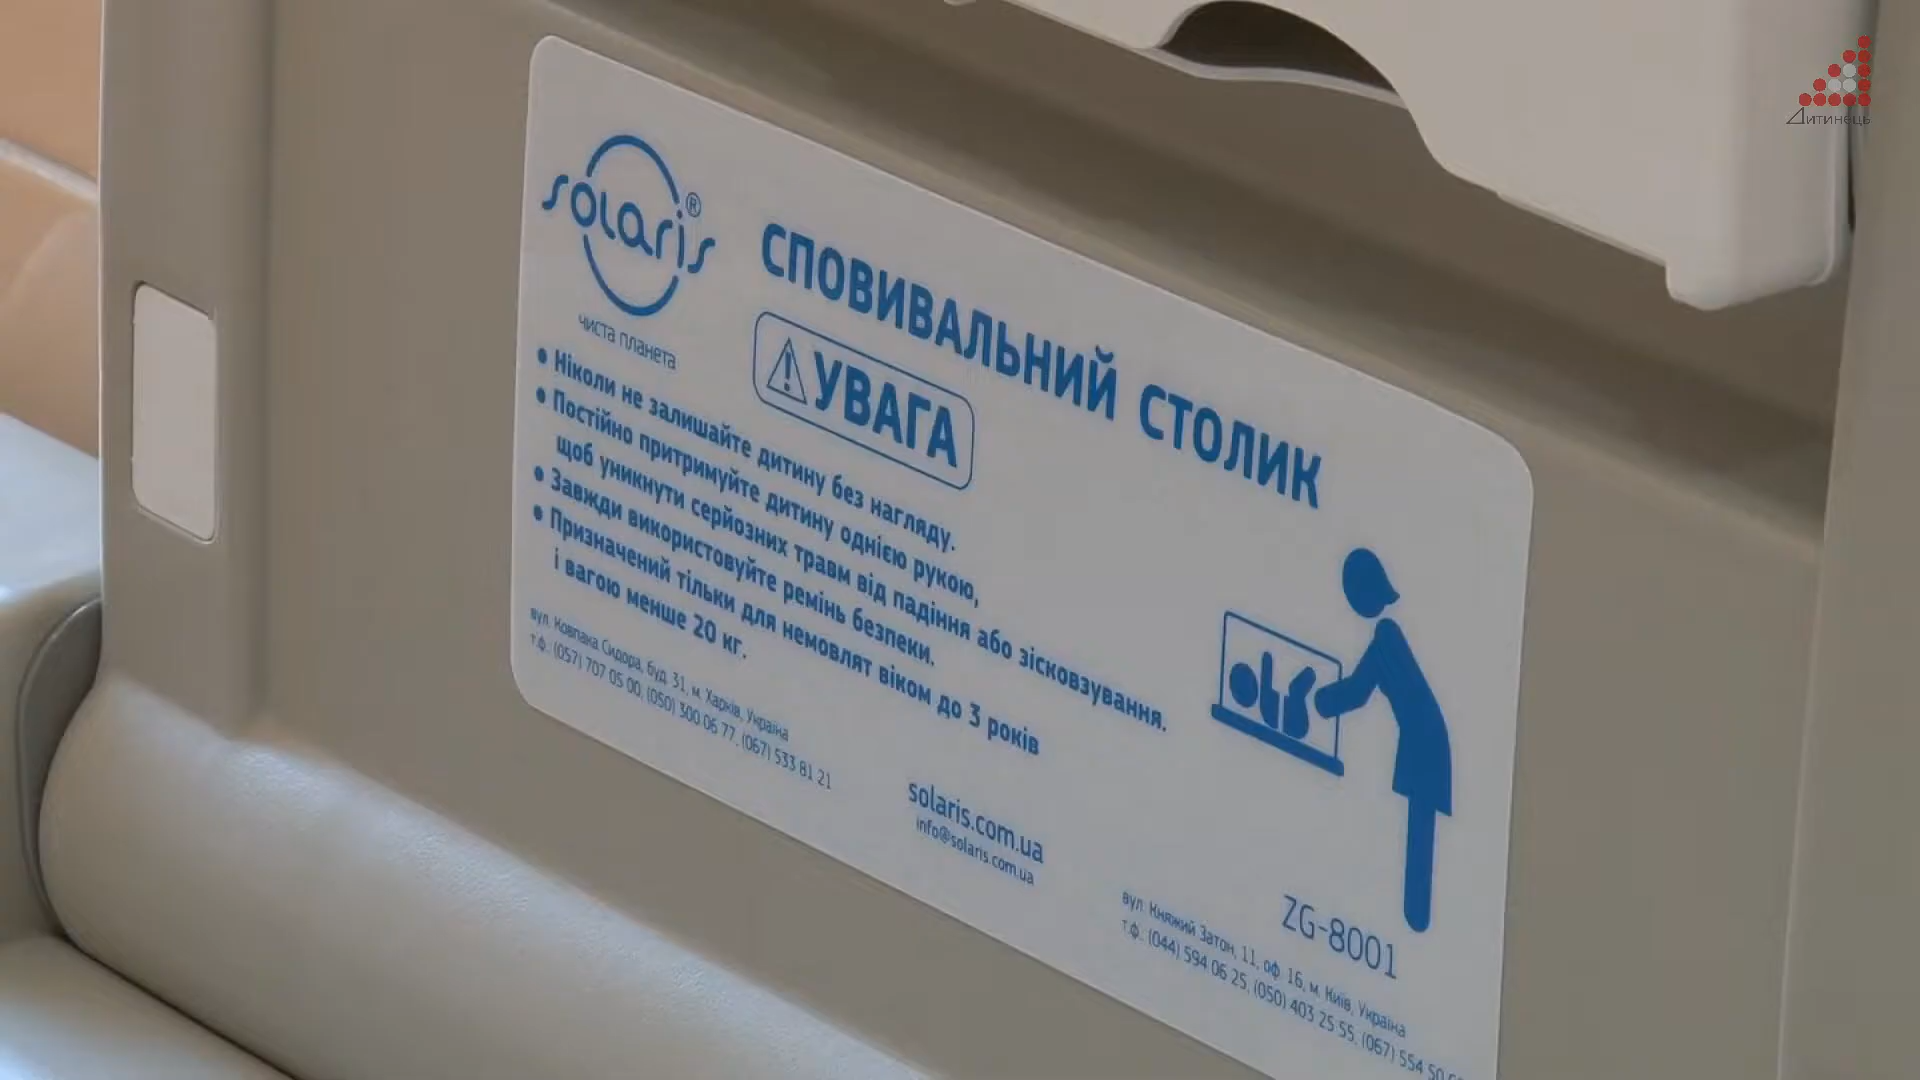 Дитинець
solaris®
чиста планета
СПОВИВАЛЬНИЙ СТОЛИК
УВАГА
• Ніколи не залишайте дитину без нагляду.
• Постійно притримуйте дитину однією рукою,
щоб уникнути серйозних травм від падіння або зісковзування.
• Завжди використовуйте ремінь безпеки.
• Призначений тільки для немовлят віком до 3 років
і вагою менше 20 кг.
вул. Ковпака Сидора, буд. 31, м. Харків, Україна
т.ф.: (057) 707 05 00, (050) 300 06 77, (067) 533 81 21
solaris.com.ua
info@solaris.com.ua
ZG-8001
вул. Княжий Затон, 11, оф. 16, м. Київ, Україна
т.ф.: (044) 594 06 25, (050) 403 25 55, (067) 554 50